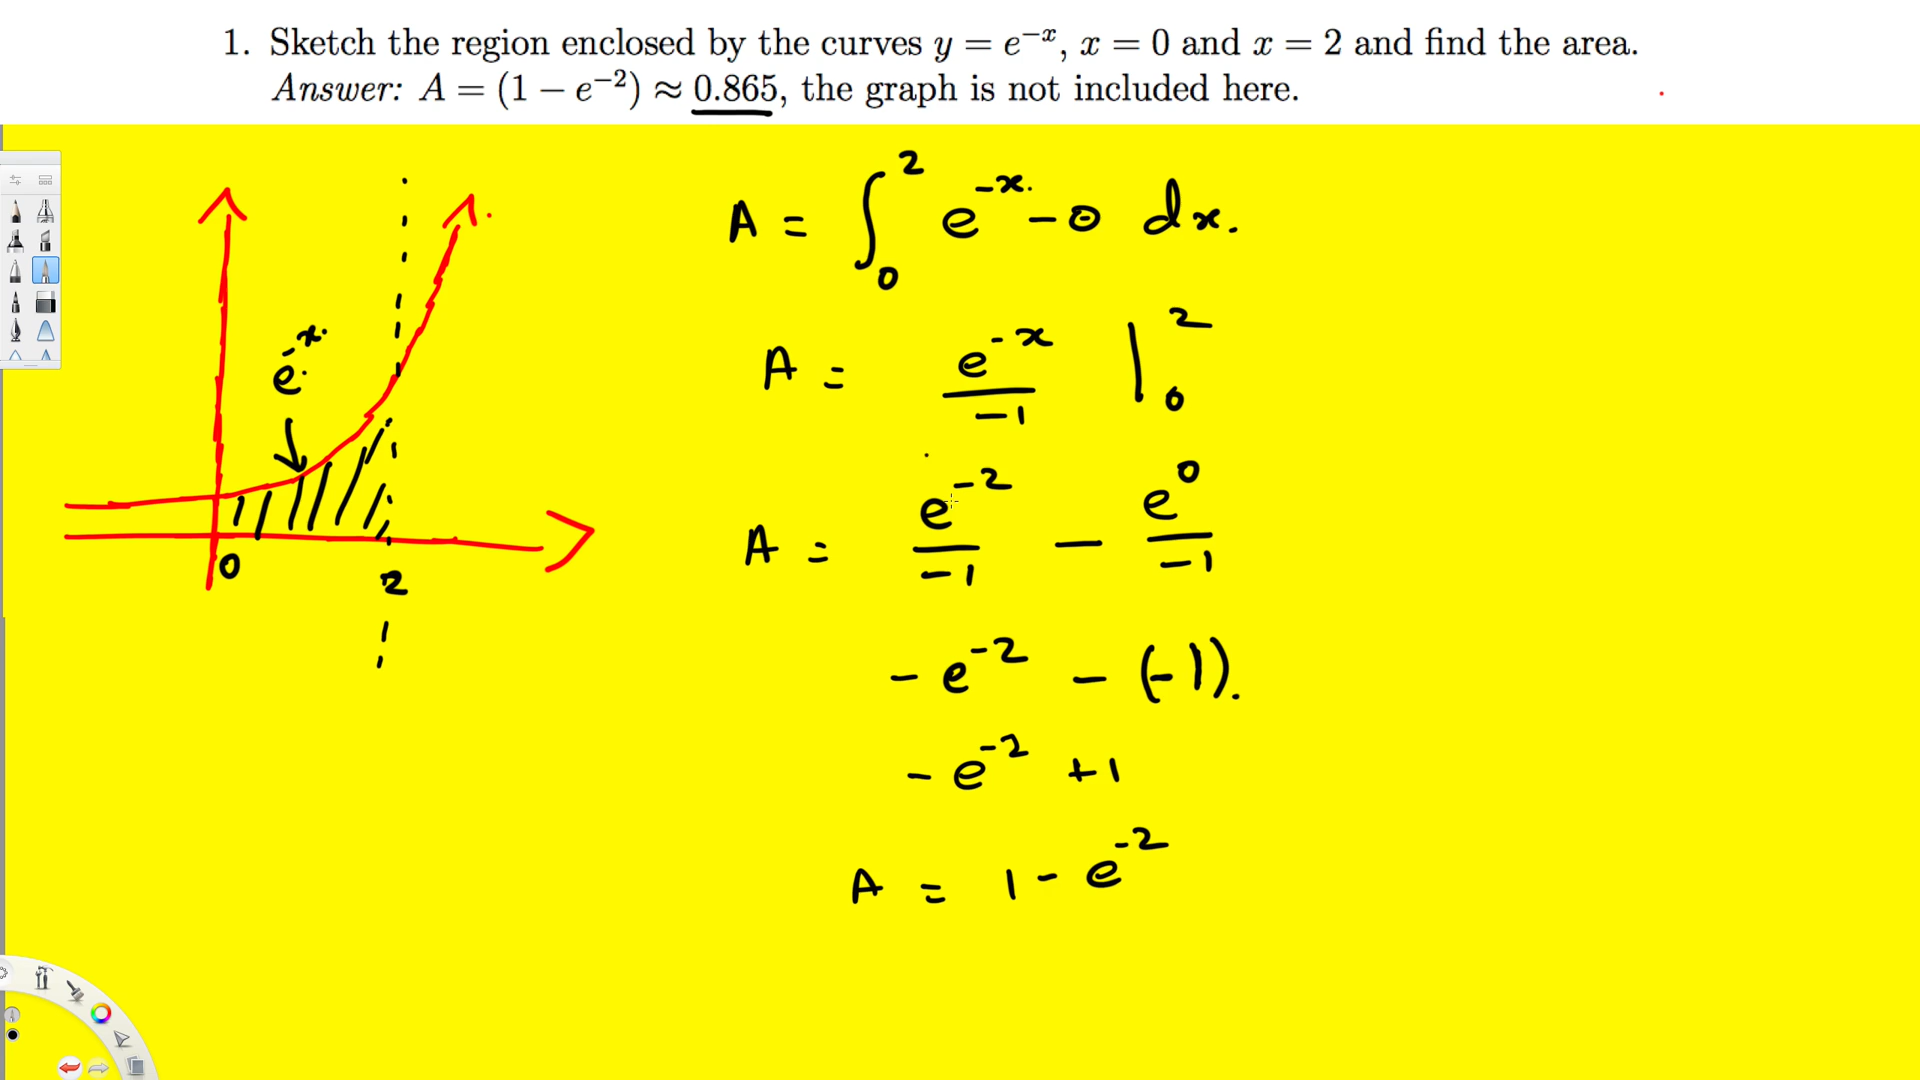 1. Sketch the region enclosed by the curves y = e^{-x}, x = 0 and x = 2 and find the area.
Answer: A = (1 − e^{−2}) ≈ 0.865, the graph is not included here.
e^{-x}
0
2
A = ∫_0^2 e^{-x} - 0 dx.
A = e^{-x}/-1 |_0^2
A = e^{-2}/-1 - e^0/-1
- e^{-2} - (-1).
- e^{-2} + 1
A = 1 - e^{-2}